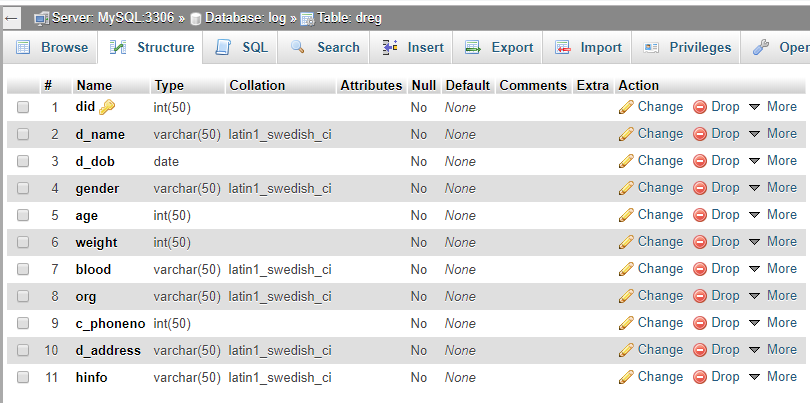 ← Server: MySQL:3306 » Database: log » Table: dreg
Browse Structure SQL Search Insert Export Import Privileges Oper
# Name Type Collation Attributes Null Default Comments Extra Action
1 did int(50) No None Change Drop More
2 d_name varchar(50) latin1_swedish_ci No None Change Drop More
3 d_dob date No None Change Drop More
4 gender varchar(50) latin1_swedish_ci No None Change Drop More
5 age int(50) No None Change Drop More
6 weight int(50) No None Change Drop More
7 blood varchar(50) latin1_swedish_ci No None Change Drop More
8 org varchar(50) latin1_swedish_ci No None Change Drop More
9 c_phoneno int(50) No None Change Drop More
10 d_address varchar(50) latin1_swedish_ci No None Change Drop More
11 hinfo varchar(50) latin1_swedish_ci No None Change Drop More